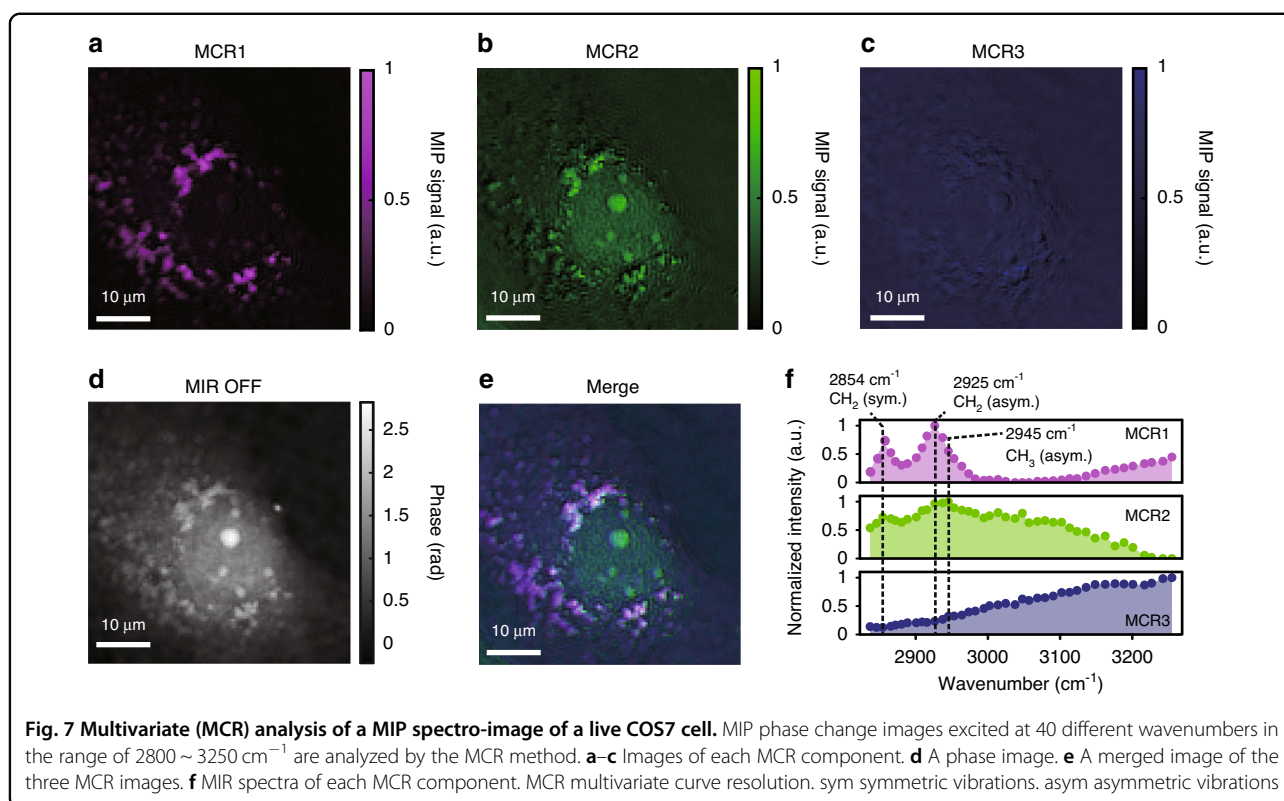 a
MCR1
1
0.5
0
MIP signal (a.u.)
10 μm
b
MCR2
1
0.5
0
MIP signal (a.u.)
10 μm
c
MCR3
1
0.5
0
MIP signal (a.u.)
10 μm
d
MIR OFF
2.5
2
1.5
1
0.5
0
Phase (rad)
10 μm
e
Merge
10 μm
f
2854 cm⁻¹
CH₂ (sym.)
2925 cm⁻¹
CH₂ (asym.)
2945 cm⁻¹
CH₃ (asym.)
Normalized intensity (a.u.)
1
0.5
0
MCR1
1
0.5
0
MCR2
1
0.5
0
MCR3
2900 3000 3100 3200
Wavenumber (cm⁻¹)
Fig. 7 Multivariate (MCR) analysis of a MIP spectro-image of a live COS7 cell. MIP phase change images excited at 40 different wavenumbers in
the range of 2800 ~ 3250 cm⁻¹ are analyzed by the MCR method. a–c Images of each MCR component. d A phase image. e A merged image of the
three MCR images. f MIR spectra of each MCR component. MCR multivariate curve resolution. sym symmetric vibrations. asym asymmetric vibrations